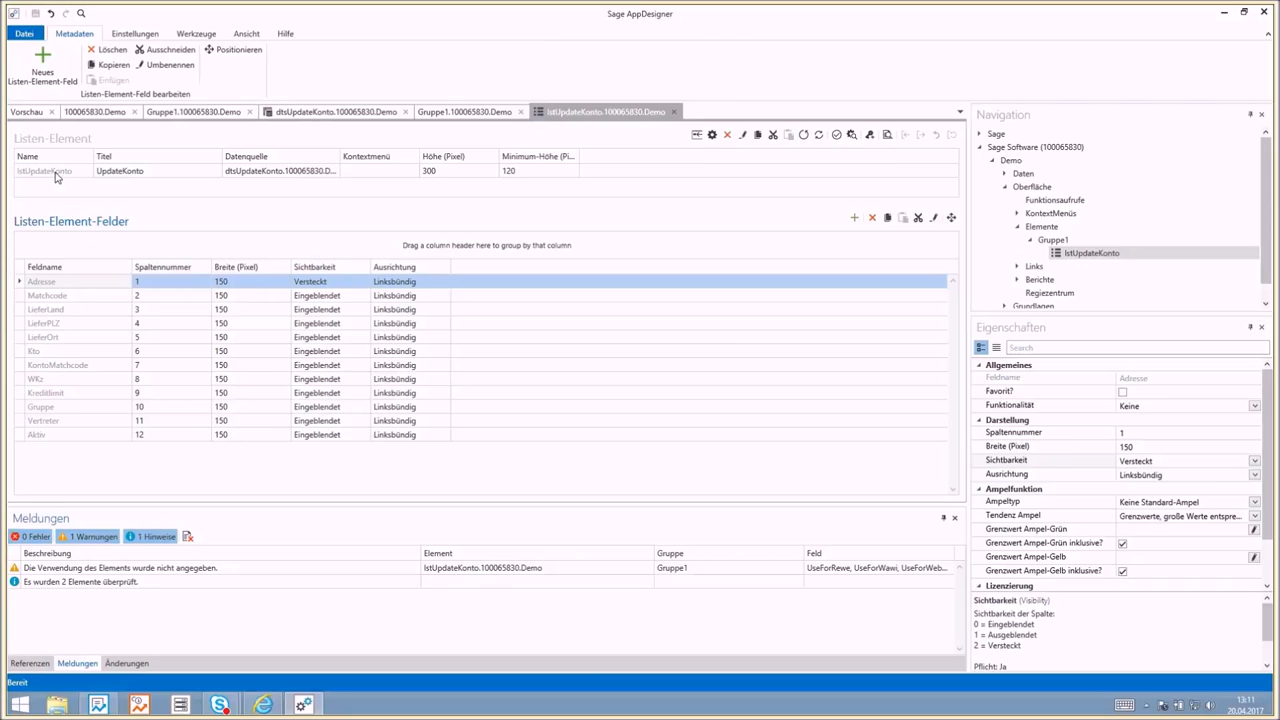 Sage AppDesigner
Datei Metadaten Einstellungen Werkzeuge Ansicht Hilfe
Löschen Ausschneiden Positionieren
Neues Listen-Element-Feld
Kopieren Umbenennen
Einfügen
Listen-Element-Feld bearbeiten
Vorschau 100065830.Demo Gruppe1.100065830.Demo dtsUpdateKonto.100065830.Demo Gruppe1.100065830.Demo lstUpdateKonto.100065830.Demo
Listen-Element
Name Titel Datenquelle Kontextmenü Höhe (Pixel) Minimum-Höhe (Pi...
lstUpdateKonto UpdateKonto dtsUpdateKonto.100065830.D... 300 120
Listen-Element-Felder
Drag a column header here to group by that column
Feldname Spaltennummer Breite (Pixel) Sichtbarkeit Ausrichtung
Adresse 1 150 Versteckt Linksbündig
Matchcode 2 150 Eingeblendet Linksbündig
LieferLand 3 150 Eingeblendet Linksbündig
LieferPLZ 4 150 Eingeblendet Linksbündig
LieferOrt 5 150 Eingeblendet Linksbündig
Kto 6 150 Eingeblendet Linksbündig
KontoMatchcode 7 150 Eingeblendet Linksbündig
WKz 8 150 Eingeblendet Linksbündig
Kreditlimit 9 150 Eingeblendet Linksbündig
Gruppe 10 150 Eingeblendet Linksbündig
Vertreter 11 150 Eingeblendet Linksbündig
Aktiv 12 150 Eingeblendet Linksbündig
Meldungen
0 Fehler 1 Warnungen 1 Hinweise
Beschreibung Element Gruppe Feld
Die Verwendung des Elements wurde nicht angegeben. lstUpdateKonto.100065830.Demo Gruppe1 UseForRewe, UseForWawi, UseForWeb...
Es wurden 2 Elemente überprüft.
Referenzen Meldungen Änderungen
Bereit
Navigation
Sage
Sage Software (100065830)
Demo
Daten
Oberfläche
Funktionsaufrufe
KontextMenüs
Elemente
Gruppe1
lstUpdateKonto
Links
Berichte
Regiezentrum
Grundlagen
Eigenschaften
Search
Allgemeines
Feldname Adresse
Favorit?
Funktionalität Keine
Darstellung
Spaltennummer 1
Breite (Pixel) 150
Sichtbarkeit Versteckt
Ausrichtung Linksbündig
Ampelfunktion
Ampeltyp Keine Standard-Ampel
Tendenz Ampel Grenzwerte, große Werte entspre...
Grenzwert Ampel-Grün
Grenzwert Ampel-Grün inklusive?
Grenzwert Ampel-Gelb
Grenzwert Ampel-Gelb inklusive?
Lizenzierung
Sichtbarkeit (Visibility)
Sichtbarkeit der Spalte:
0 = Eingeblendet
1 = Ausgeblendet
2 = Versteckt
Pflicht: Ja
13:11
20.04.2017